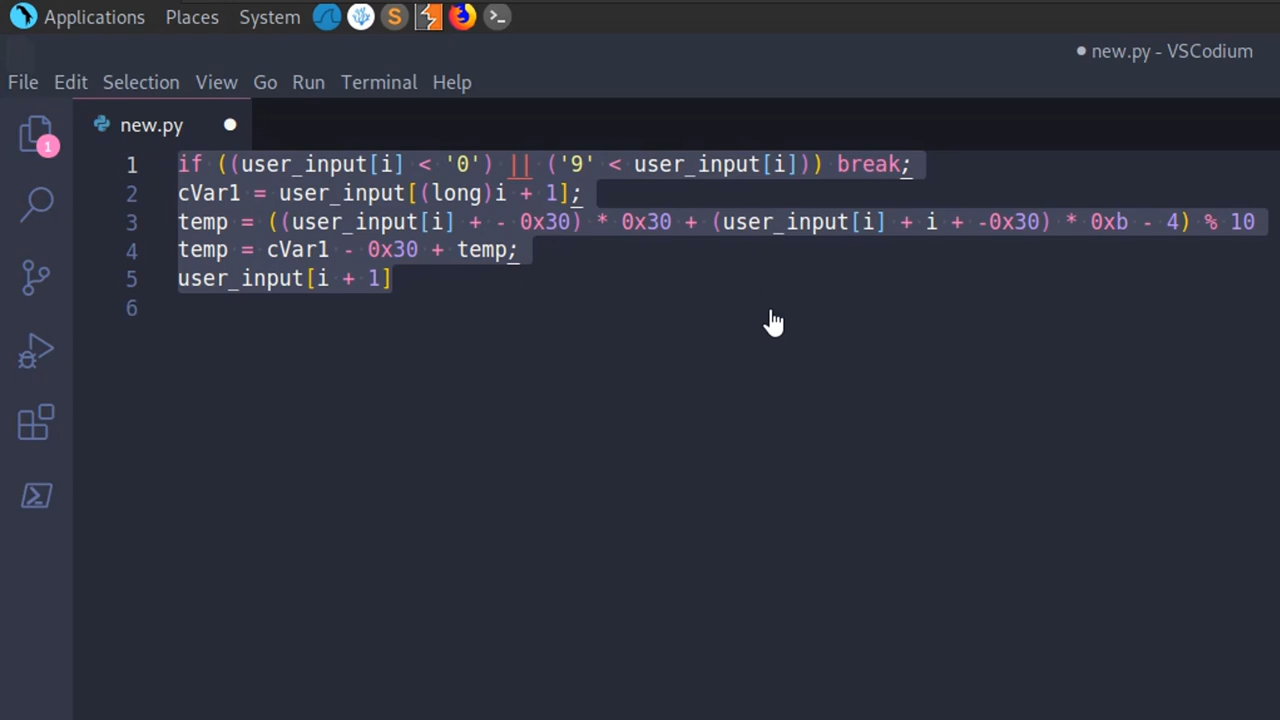 Applications Places System
new.py - VSCodium
File Edit Selection View Go Run Terminal Help
new.py
1
1 if ((user_input[i] < '0') || ('9' < user_input[i])) break;
2 cVar1 = user_input[(long)i + 1];
3 temp = ((user_input[i] + - 0x30) * 0x30 + (user_input[i] + i + -0x30) * 0xb - 4) % 10
4 temp = cVar1 - 0x30 + temp;
5 user_input[i + 1]
6